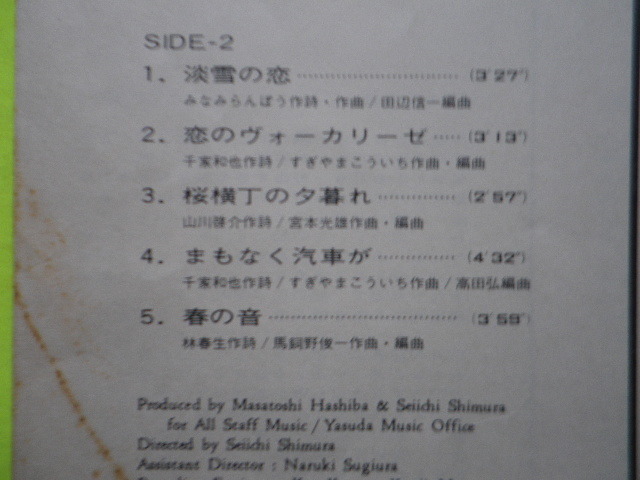 SIDE-2
1. 淡雪の恋 ………………………… (3'27")
みなみらんぼう作詩・作曲/田辺信一編曲
2. 恋のヴォーカリーゼ …… (3'13")
千家和也作詩/すぎやまこういち作曲・編曲
3. 桜横丁の夕暮れ …………… (2'57")
山川啓介作詩/宮本光雄作曲・編曲
4. まもなく汽車が …………… (4'32")
千家和也作詩/すぎやまこういち作曲/高田弘編曲
5. 春の音 ……………………………… (3'59")
林春生作詩/馬飼野俊一作曲・編曲
Produced by Masatoshi Hashiba & Seiichi Shimura
for All Staff Music/Yasuda Music Office
Directed by Seiichi Shimura
Assistant Director : Naruki Sugiura